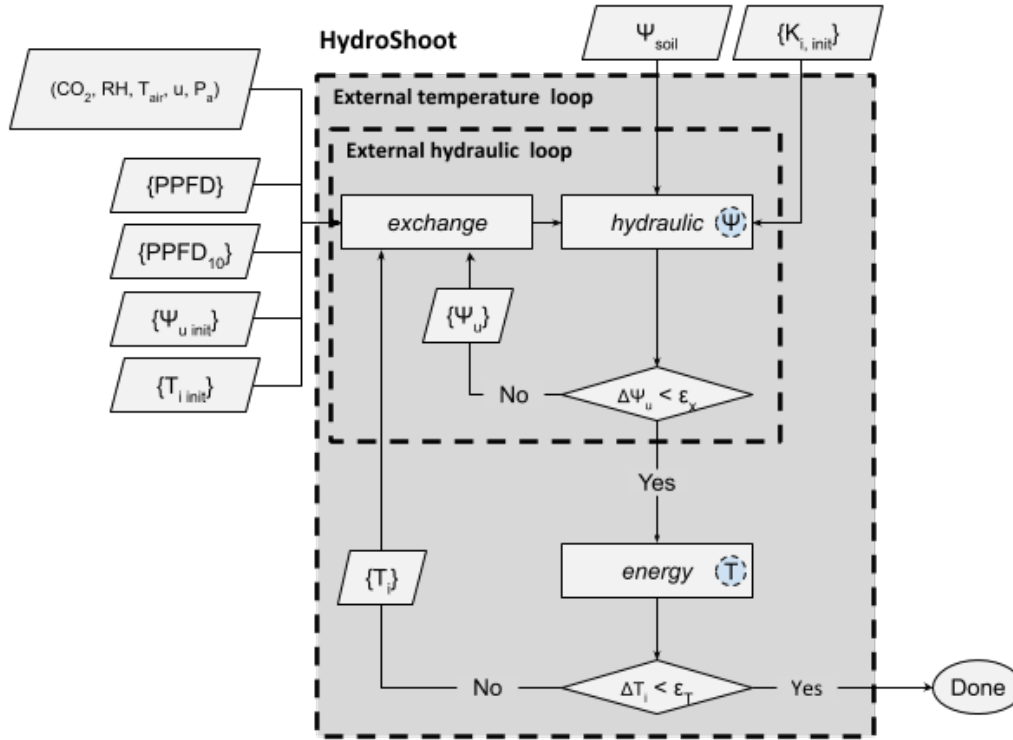 HydroShoot
Ψsoil
{Ki, init}
(CO2, RH, Tair, u, Pa)
External temperature loop
External hydraulic loop
{PPFD}
exchange
hydraulic Ψ
{PPFD10}
{Ψu init}
{Ψu}
{Ti init}
No
ΔΨu < εx
Yes
{Ti}
energy T
No
ΔTi < εT
Yes
Done